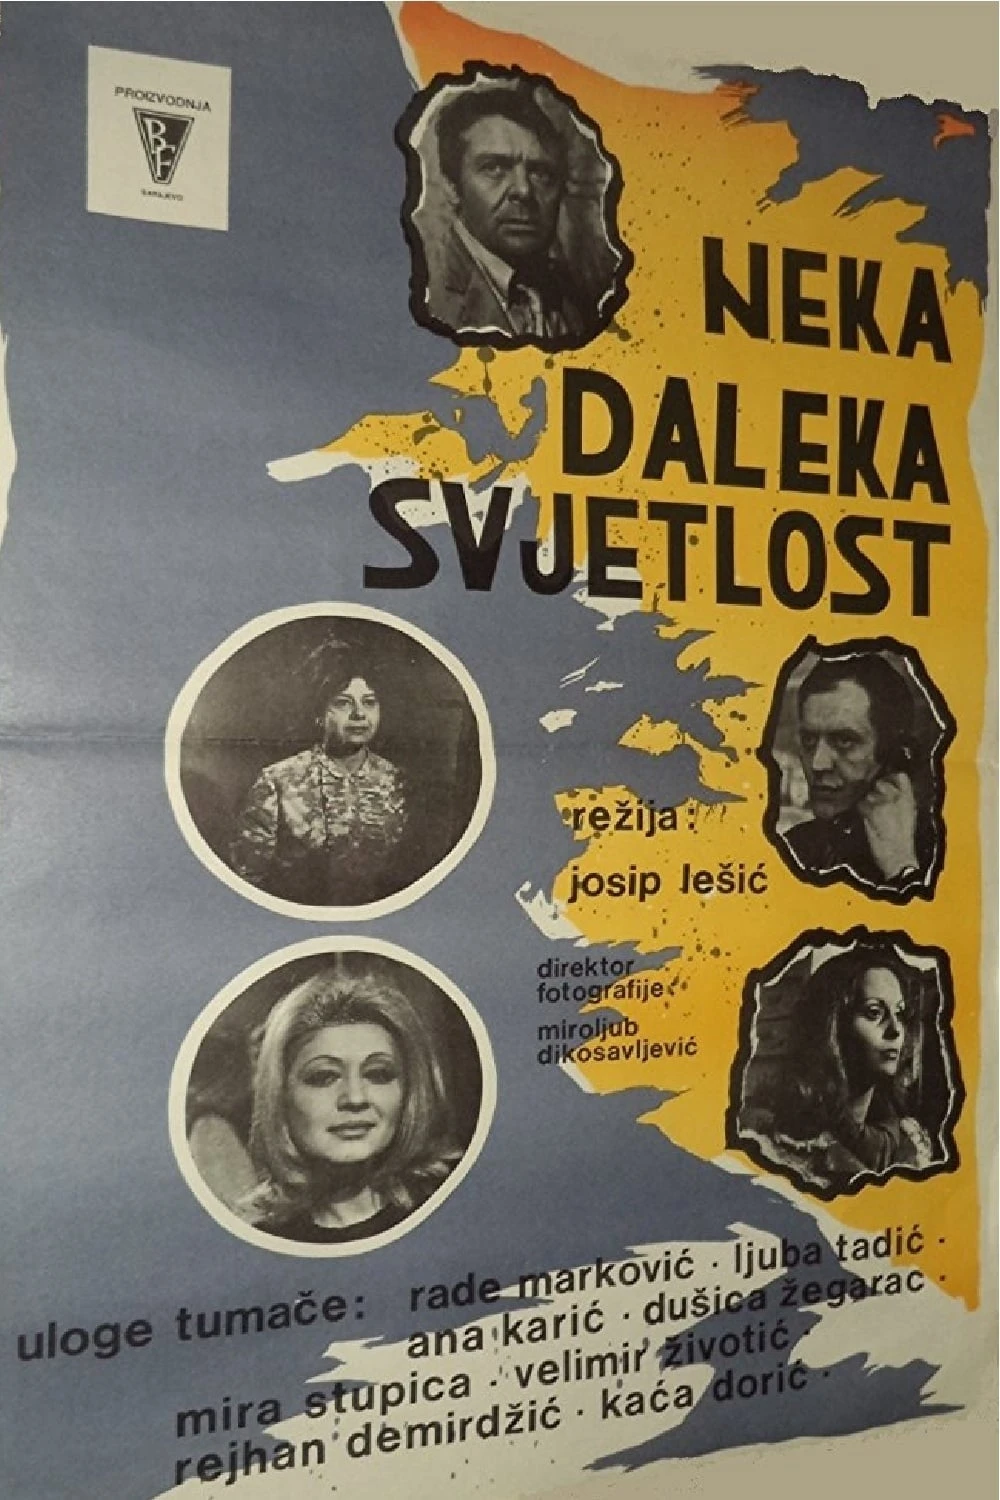 PROIZVODNJA
BF
SARAJEVO
NEKA
DALEKA
SVJETLOST
režija:
josip lešić
direktor
fotografije:
miroljub
dikosavljević
uloge tumače: rade marković · ljuba tadić ·
ana karić · dušica žegarac ·
mira stupica · velimir životić ·
rejhan demirdžić · kaća dorić ·